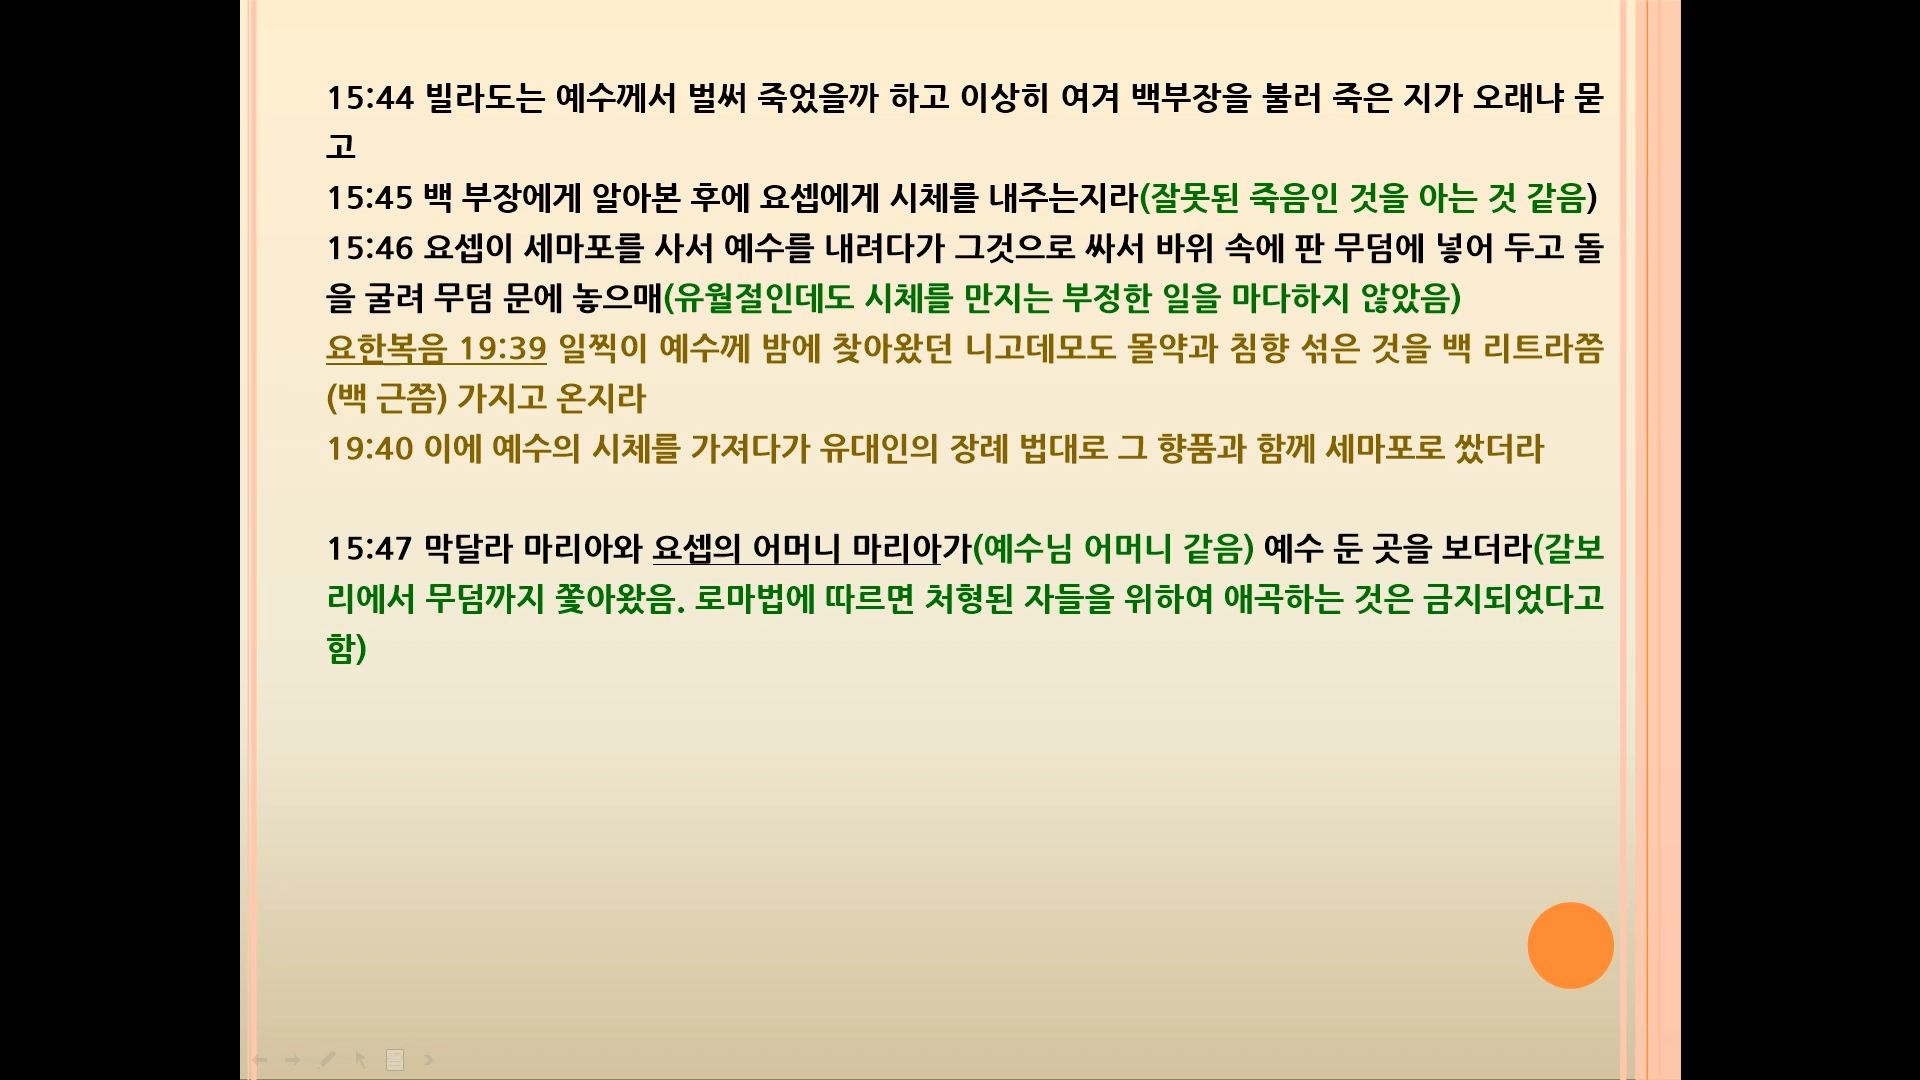 15:44 빌라도는 예수께서 벌써 죽었을까 하고 이상히 여겨 백부장을 불러 죽은 지가 오래냐 묻
고
15:45 백 부장에게 알아본 후에 요셉에게 시체를 내주는지라(잘못된 죽음인 것을 아는 것 같음)
15:46 요셉이 세마포를 사서 예수를 내려다가 그것으로 싸서 바위 속에 판 무덤에 넣어 두고 돌
을 굴려 무덤 문에 놓으매(유월절인데도 시체를 만지는 부정한 일을 마다하지 않았음)
요한복음 19:39 일찍이 예수께 밤에 찾아왔던 니고데모도 몰약과 침향 섞은 것을 백 리트라쯤
(백 근쯤) 가지고 온지라
19:40 이에 예수의 시체를 가져다가 유대인의 장례 법대로 그 향품과 함께 세마포로 쌌더라
15:47 막달라 마리아와 요셉의 어머니 마리아가(예수님 어머니 같음) 예수 둔 곳을 보더라(갈보
리에서 무덤까지 쫓아왔음. 로마법에 따르면 처형된 자들을 위하여 애곡하는 것은 금지되었다고
함)